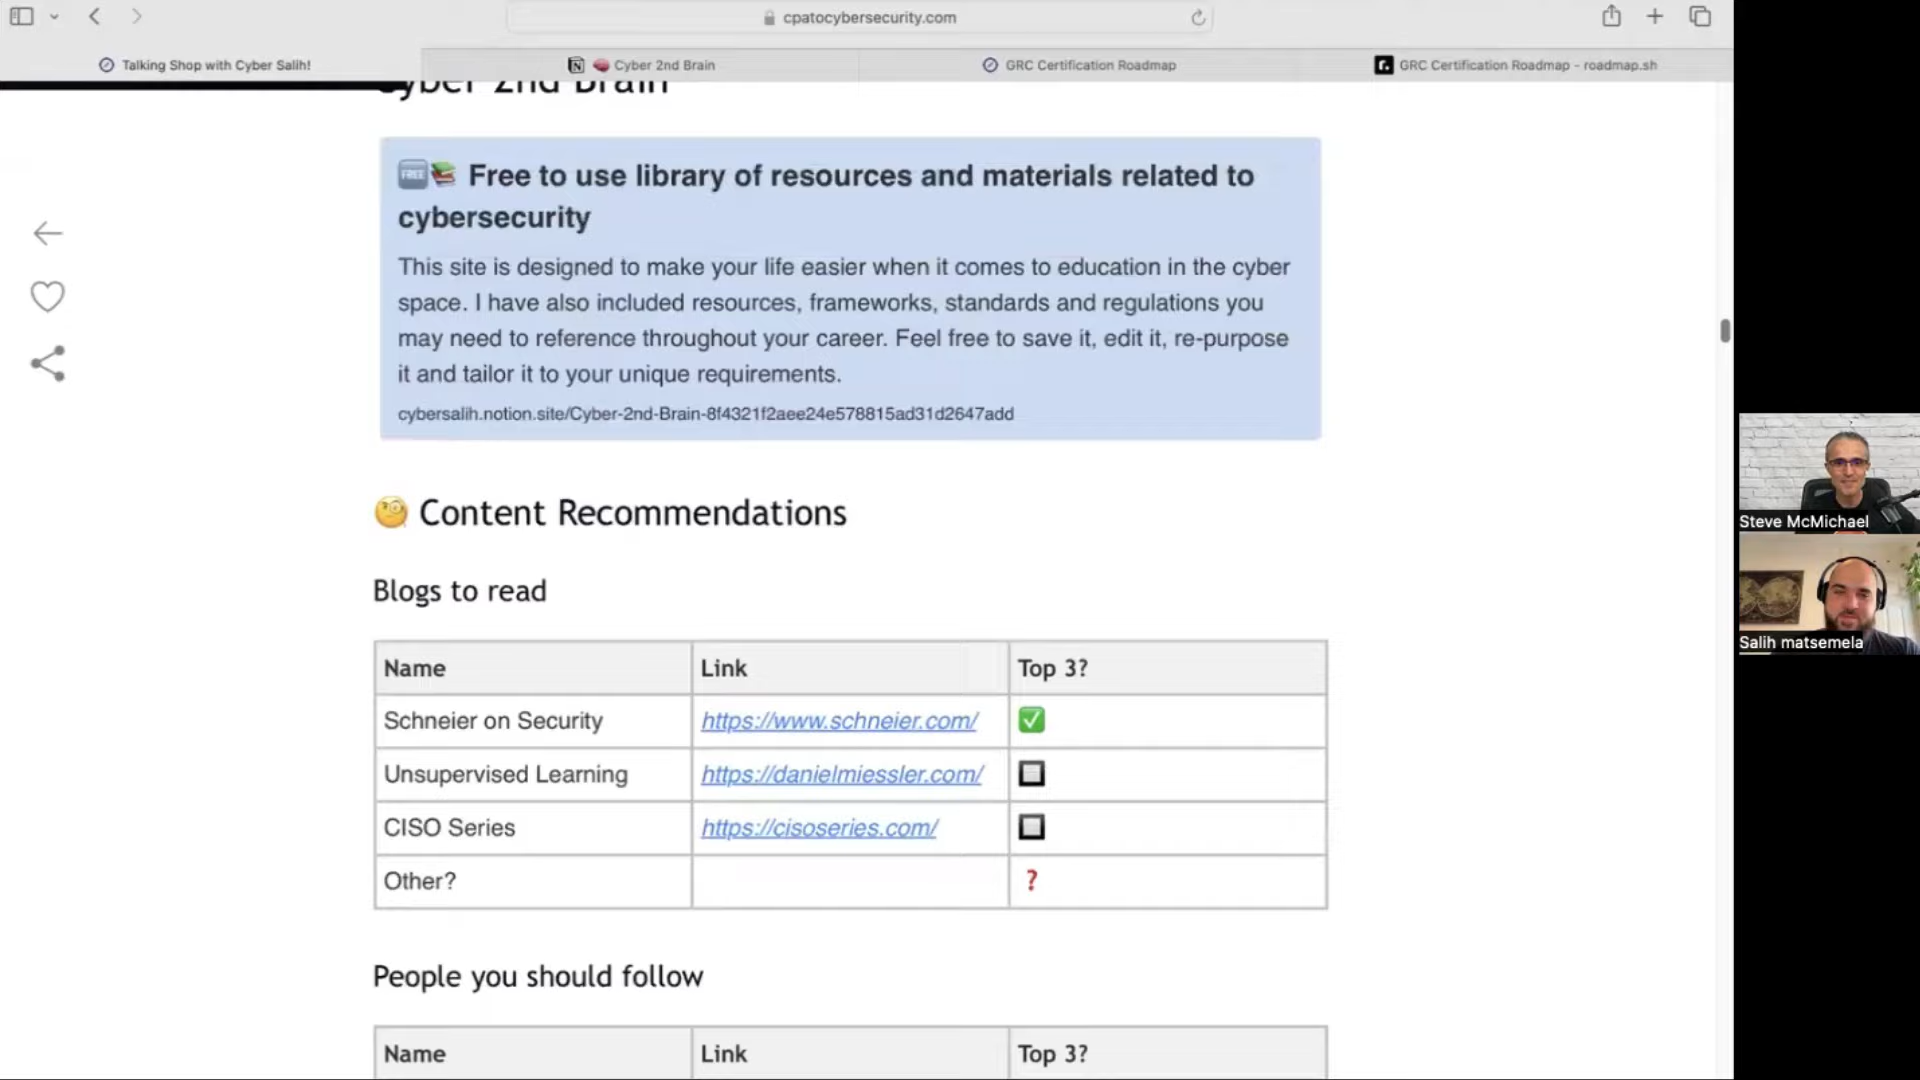 cpatocybersecurity.com
Talking Shop with Cyber Salih!
Cyber 2nd Brain
GRC Certification Roadmap
GRC Certification Roadmap - roadmap.sh
Cyber 2nd Brain
FREE Free to use library of resources and materials related to
cybersecurity
This site is designed to make your life easier when it comes to education in the cyber
space. I have also included resources, frameworks, standards and regulations you
may need to reference throughout your career. Feel free to save it, edit it, re-purpose
it and tailor it to your unique requirements.
cybersalih.notion.site/Cyber-2nd-Brain-8f4321f2aee24e578815ad31d2647add
Content Recommendations
Blogs to read
Name Link Top 3?
Schneier on Security https://www.schneier.com/
Unsupervised Learning https://danielmiessler.com/
CISO Series https://cisoseries.com/
Other? ?
People you should follow
Name Link Top 3?
Steve McMichael
Salih matsemela